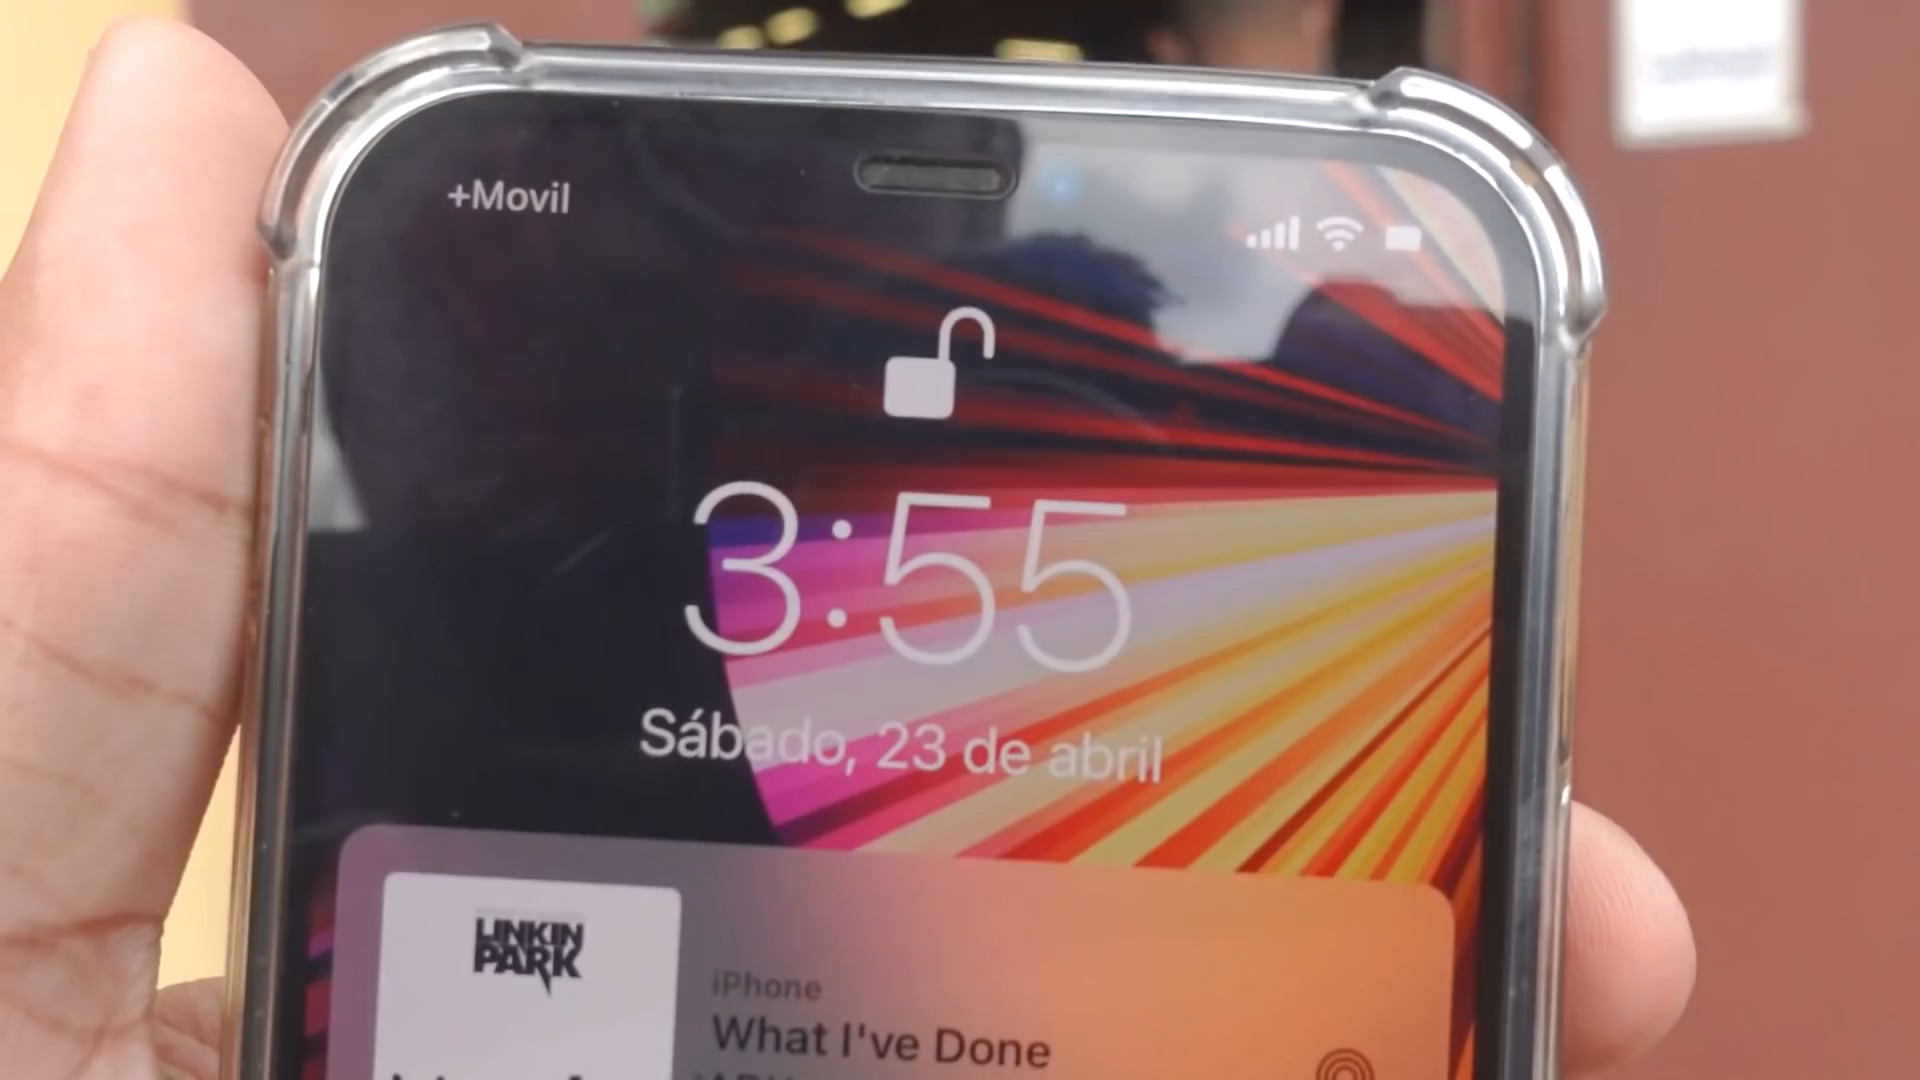 +Movil
3:55
Sábado, 23 de abril
LINKIN
PARK
iPhone
What I've Done